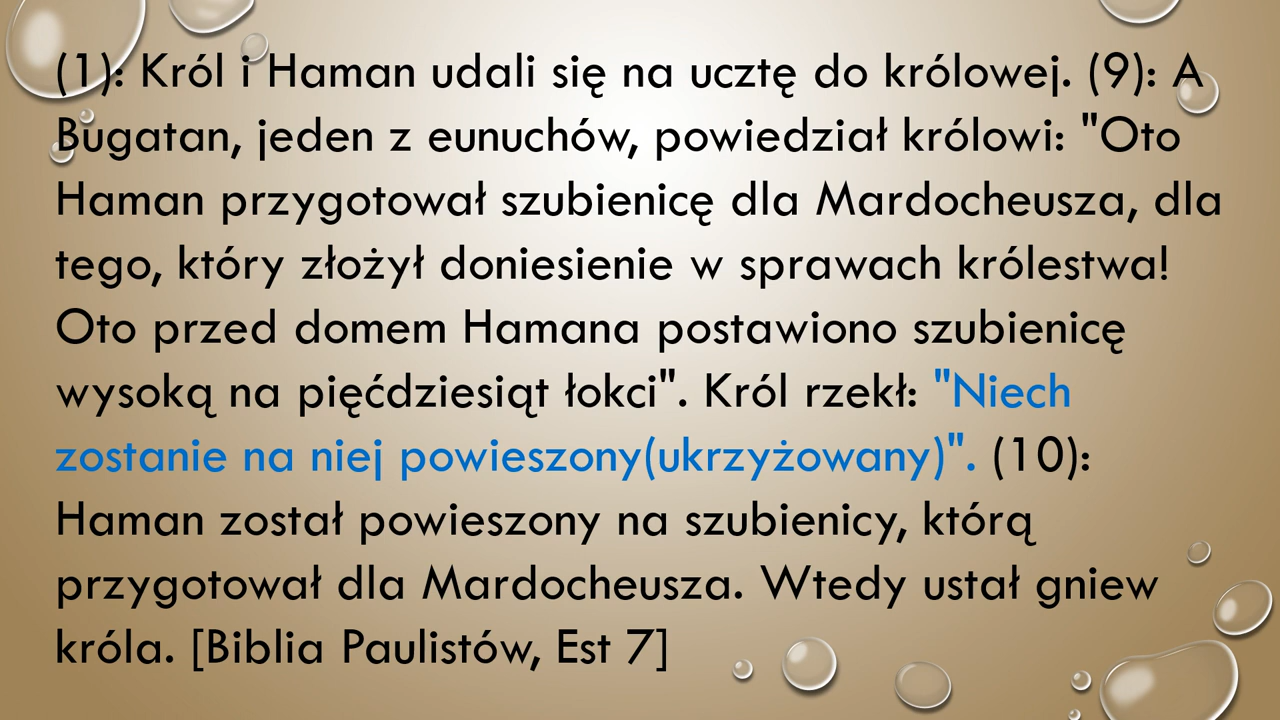 (1): Król i Haman udali się na ucztę do królowej. (9): A
Bugatan, jeden z eunuchów, powiedział królowi: "Oto
Haman przygotował szubienicę dla Mardocheusza, dla
tego, który złożył doniesienie w sprawach królestwa!
Oto przed domem Hamana postawiono szubienicę
wysoką na pięćdziesiąt łokci". Król rzekł: "Niech
zostanie na niej powieszony(ukrzyżowany)". (10):
Haman został powieszony na szubienicy, którą
przygotował dla Mardocheusza. Wtedy ustał gniew
króla. [Biblia Paulistów, Est 7]